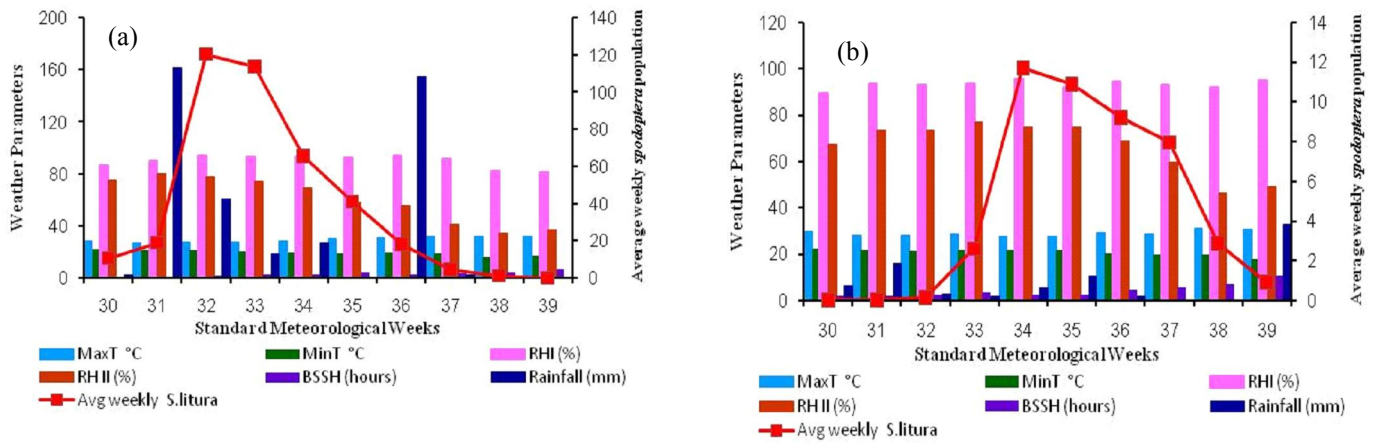 (a)
Weather Parameters
200
160
120
80
40
0
140
120
100
80
60
40
20
0
Average weekly spodoptera population
30 31 32 33 34 35 36 37 38 39
Standard Meteorological Weeks
MaxT °C MinT °C RHI (%)
RH II (%) BSSH (hours) Rainfall (mm)
Avg weekly S.litura
(b)
Weather Parameters
120
100
80
60
40
20
0
14
12
10
8
6
4
2
0
Average weekly spodoptera population
30 31 32 33 34 35 36 37 38 39
Standard Meteorological Weeks
MaxT °C MinT °C RHI (%)
RH II (%) BSSH (hours) Rainfall (mm)
Avg weekly S.litura